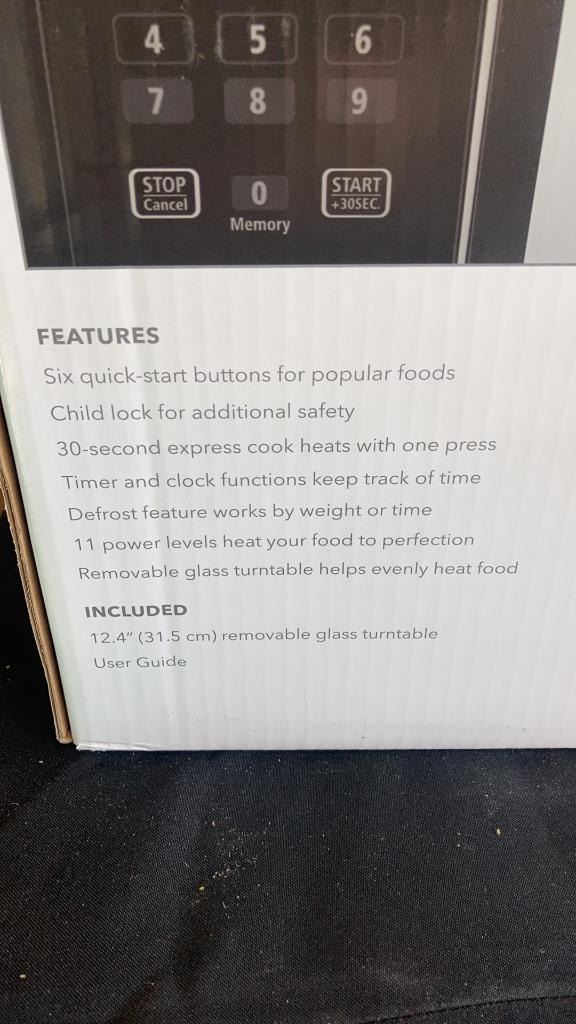 4 5 6
7 8 9
STOP 0 START
Cancel +30SEC.
Memory
FEATURES
Six quick-start buttons for popular foods
Child lock for additional safety
30-second express cook heats with one press
Timer and clock functions keep track of time
Defrost feature works by weight or time
11 power levels heat your food to perfection
Removable glass turntable helps evenly heat food
INCLUDED
12.4" (31.5 cm) removable glass turntable
User Guide